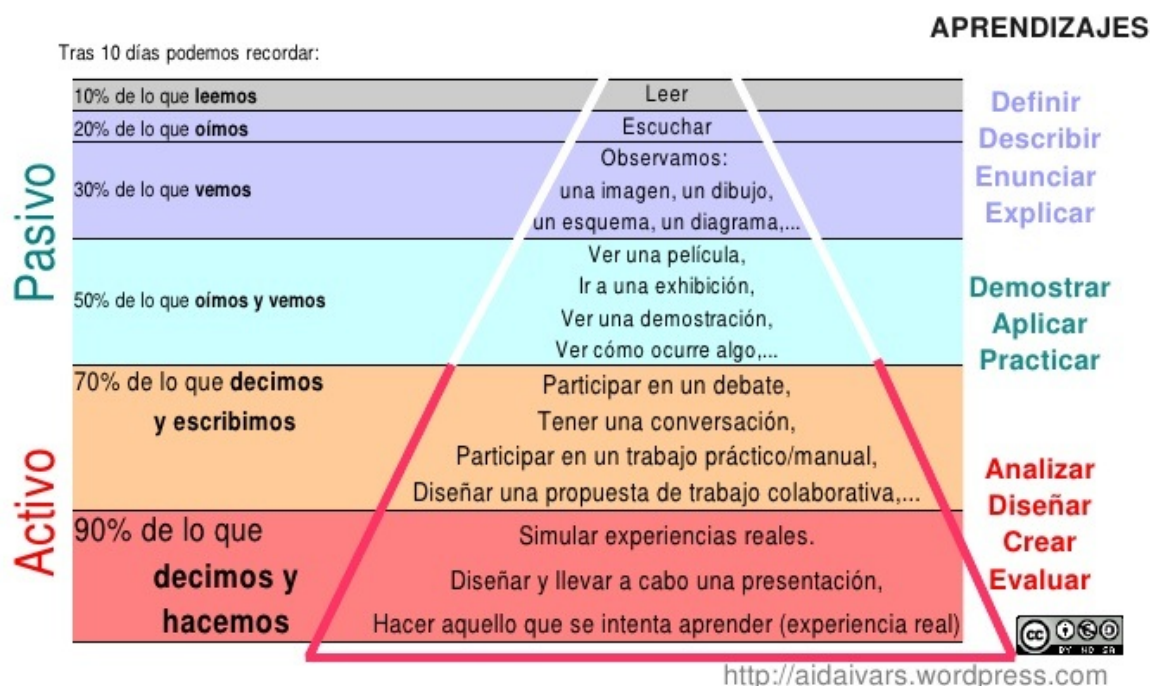 APRENDIZAJES
Tras 10 días podemos recordar:
Pasivo
10% de lo que leemos
Leer
20% de lo que oímos
Escuchar
30% de lo que vemos
Observamos:
una imagen, un dibujo,
un esquema, un diagrama,...
Definir
Describir
Enunciar
Explicar
50% de lo que oímos y vemos
Ver una película,
Ir a una exhibición,
Ver una demostración,
Ver cómo ocurre algo,...
Demostrar
Aplicar
Practicar
Activo
70% de lo que decimos
y escribimos
Participar en un debate,
Tener una conversación,
Participar en un trabajo práctico/manual,
Diseñar una propuesta de trabajo colaborativa,...
90% de lo que
decimos y
hacemos
Simular experiencias reales.
Diseñar y llevar a cabo una presentación,
Hacer aquello que se intenta aprender (experiencia real)
Analizar
Diseñar
Crear
Evaluar
cc
BY NC SA
http://aidaivars.wordpress.com